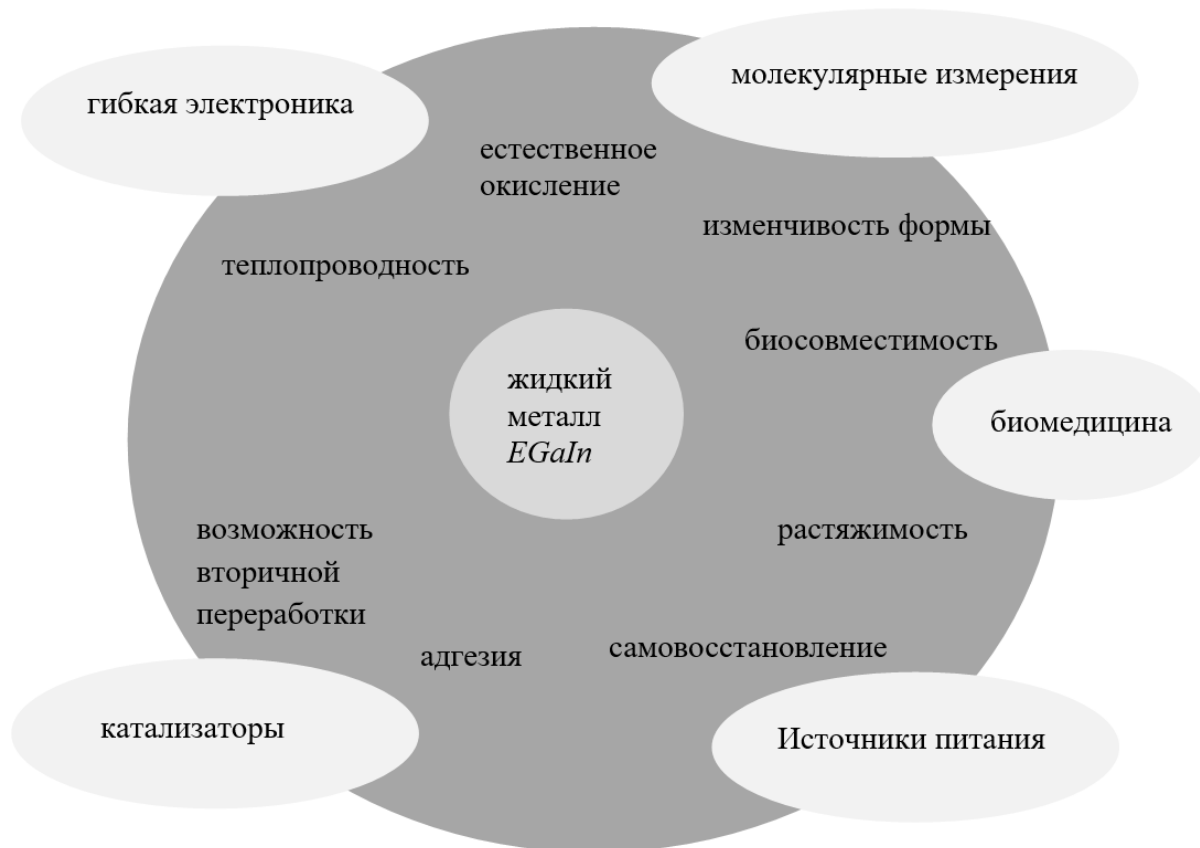 молекулярные измерения
гибкая электроника
естественное
окисление
изменчивость формы
теплопроводность
биосовместимость
жидкий
металл
EGaIn
биомедицина
возможность
вторичной
переработки
растяжимость
адгезия
самовосстановление
катализаторы
Источники питания